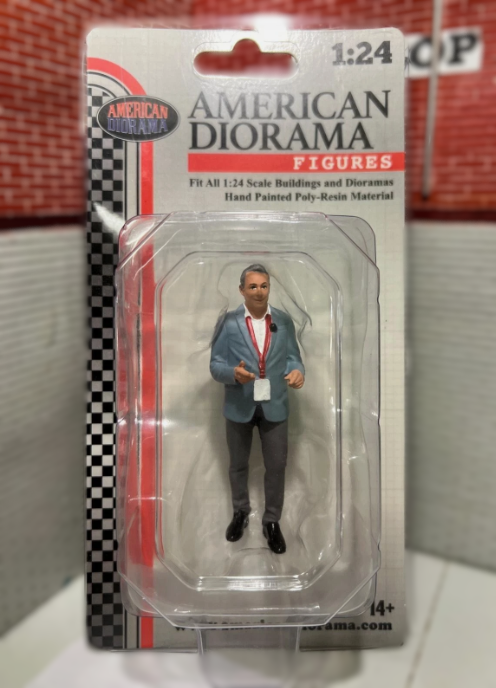 1:24
OP
AMERICAN
DIORAMA
AMERICAN
DIORAMA
FIGURES
Fit All 1:24 Scale Buildings and Dioramas
Hand Painted Poly-Resin Material
14+